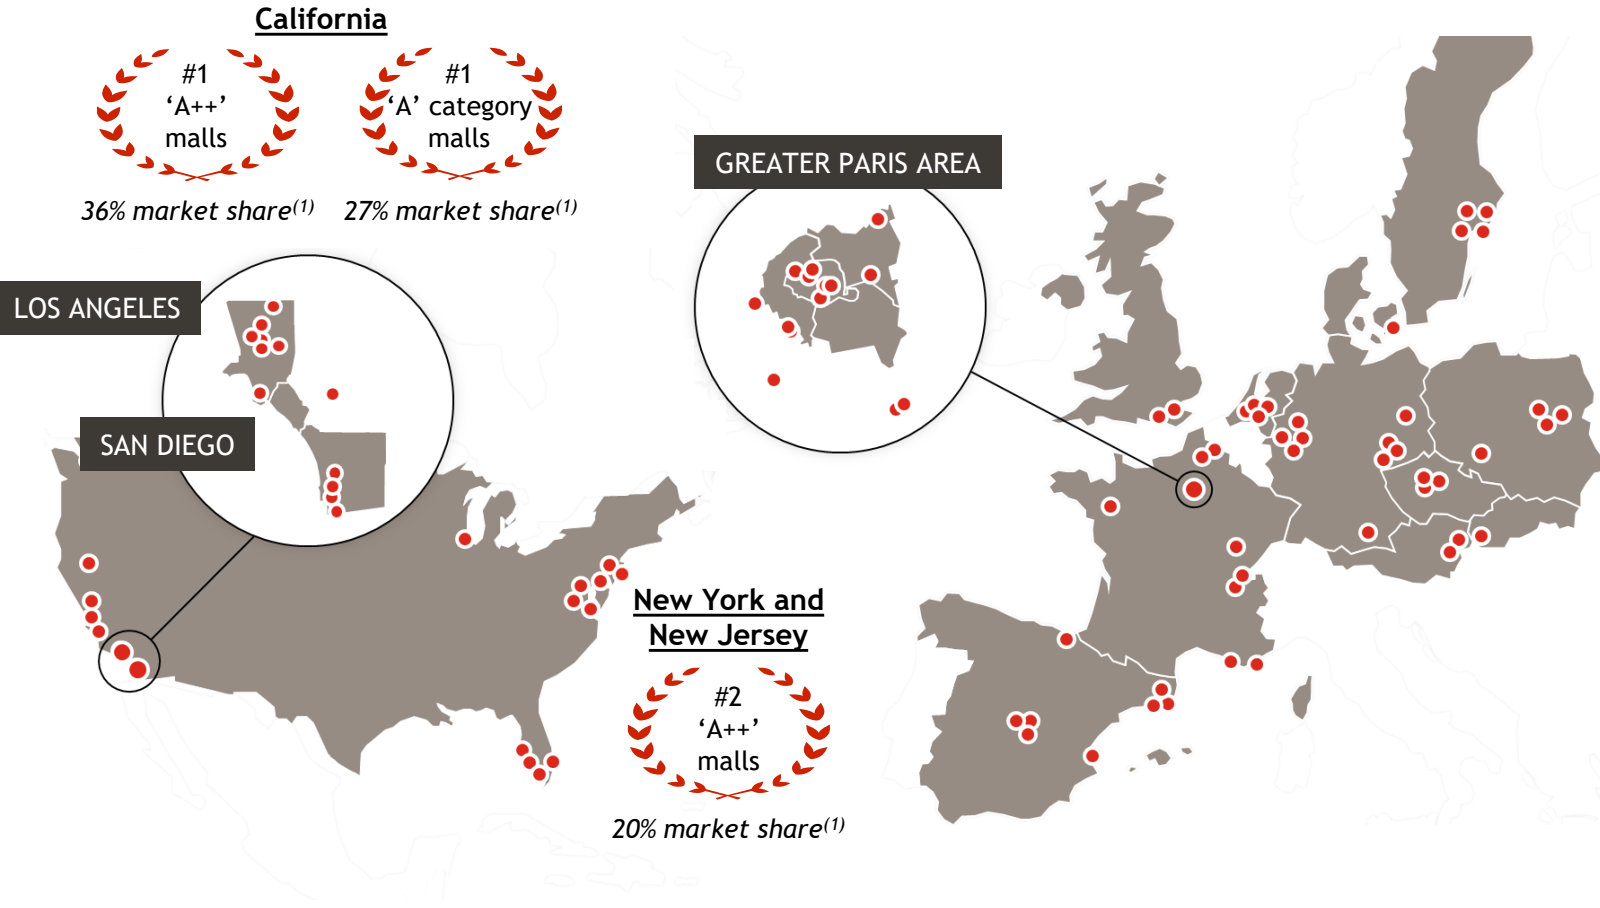 California
#1
‘A++’
malls
#1
‘A’ category
malls
36% market share(1)
27% market share(1)
GREATER PARIS AREA
LOS ANGELES
SAN DIEGO
New York and
New Jersey
#2
‘A++’
malls
20% market share(1)